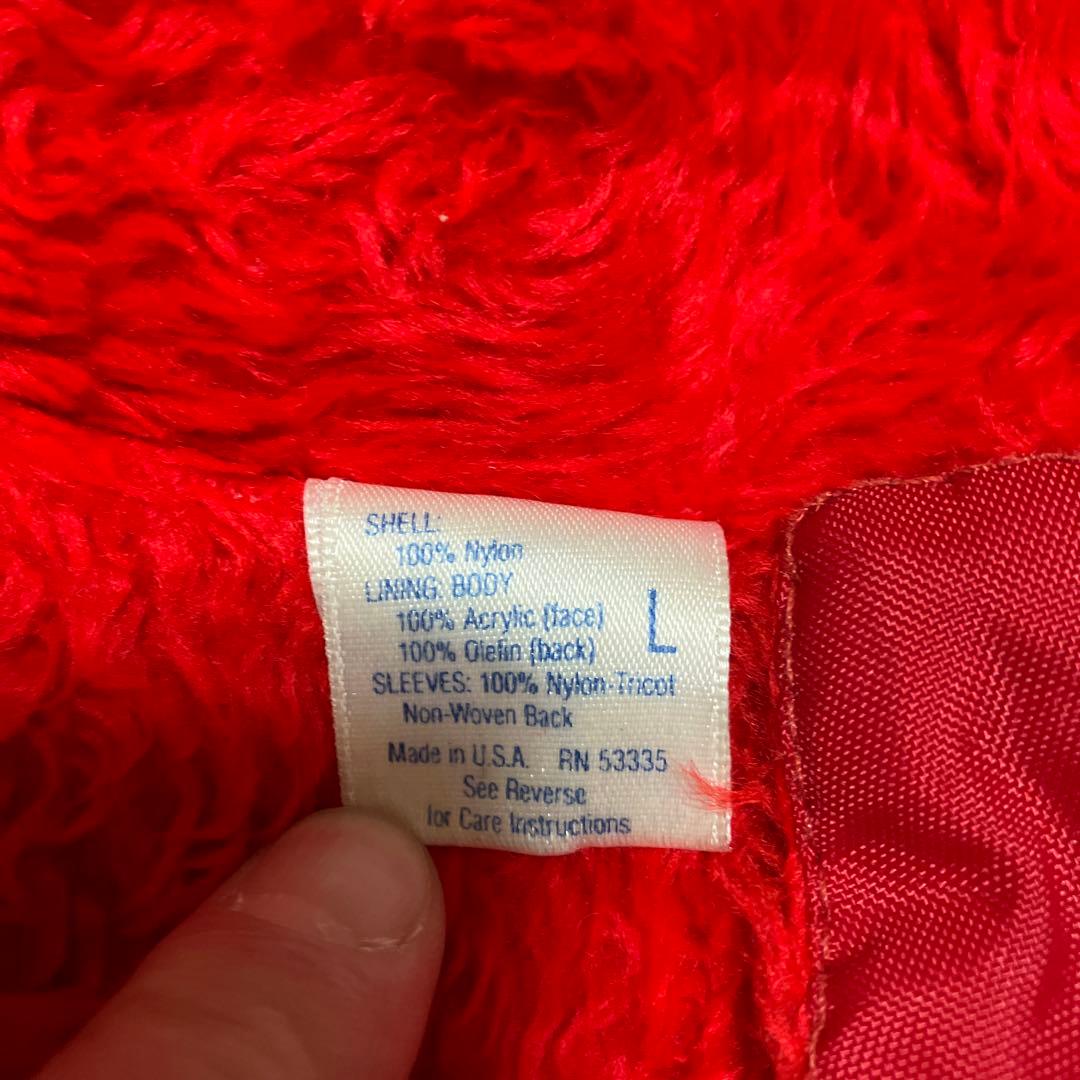 SHELL:
100% Nylon
LINING: BODY
100% Acrylic (face)
100% Olefin (back)
L
SLEEVES: 100% Nylon-Tricot
Non-Woven Back
Made in U.S.A. RN 53335
See Reverse
for Care Instructions